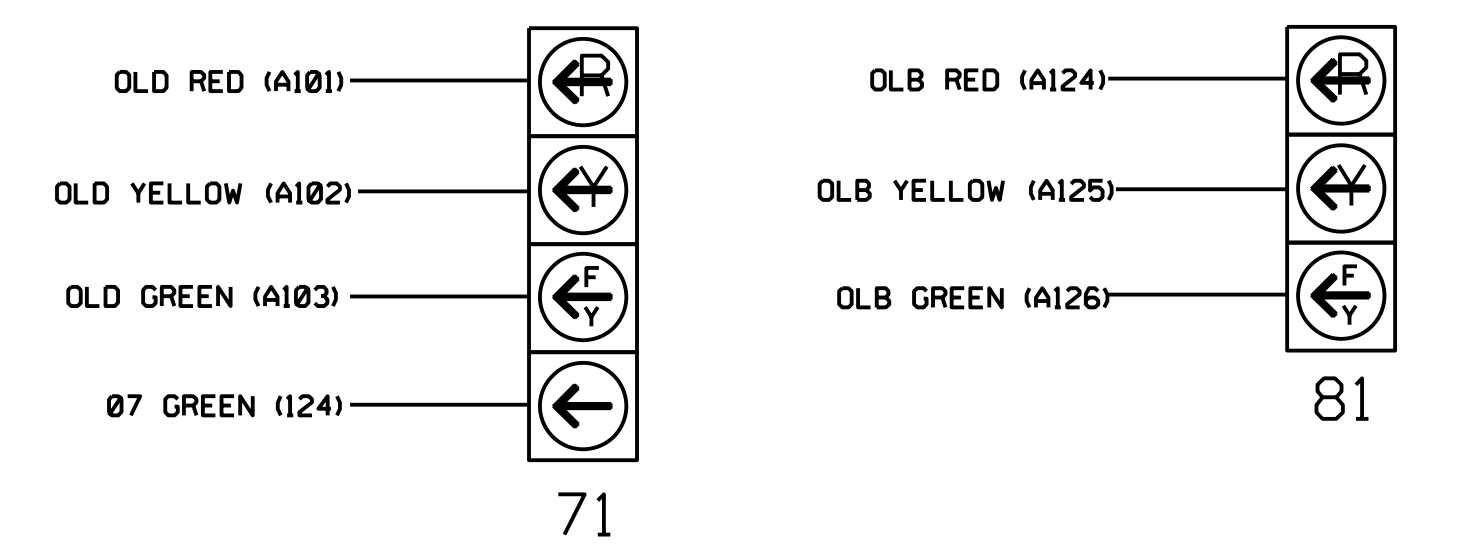 OLD RED (A101)
R
OLD YELLOW (A102)
Y
OLD GREEN (A103)
F
Y
07 GREEN (124)
71
OLB RED (A124)
R
OLB YELLOW (A125)
Y
OLB GREEN (A126)
F
Y
81